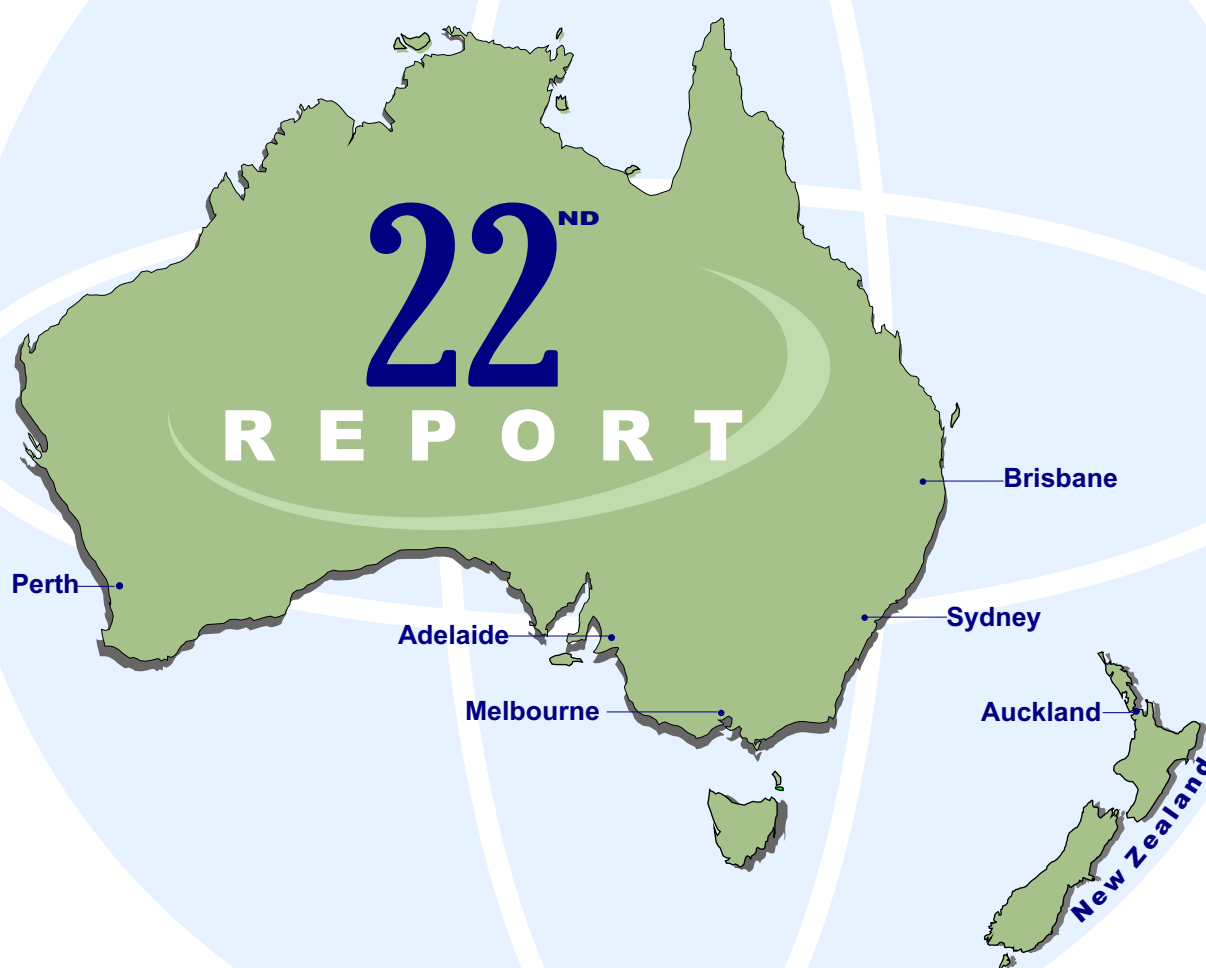 22ND
REPORT
Brisbane
Perth
Sydney
Adelaide
Melbourne
Auckland
New Zealand